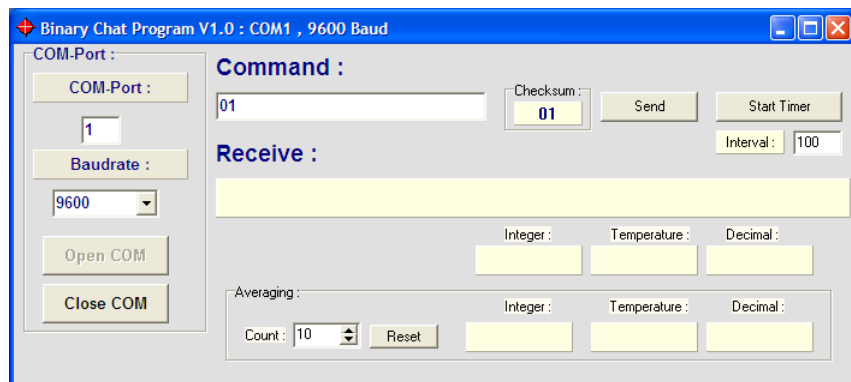 Binary Chat Program V1.0 : COM1 , 9600 Baud
COM-Port :
COM-Port :
1
Baudrate :
9600
Open COM
Close COM
Command :
01
Checksum :
01
Send
Start Timer
Interval : 100
Receive :
Integer : Temperature : Decimal :
Averaging :
Count : 10 Reset
Integer : Temperature : Decimal :